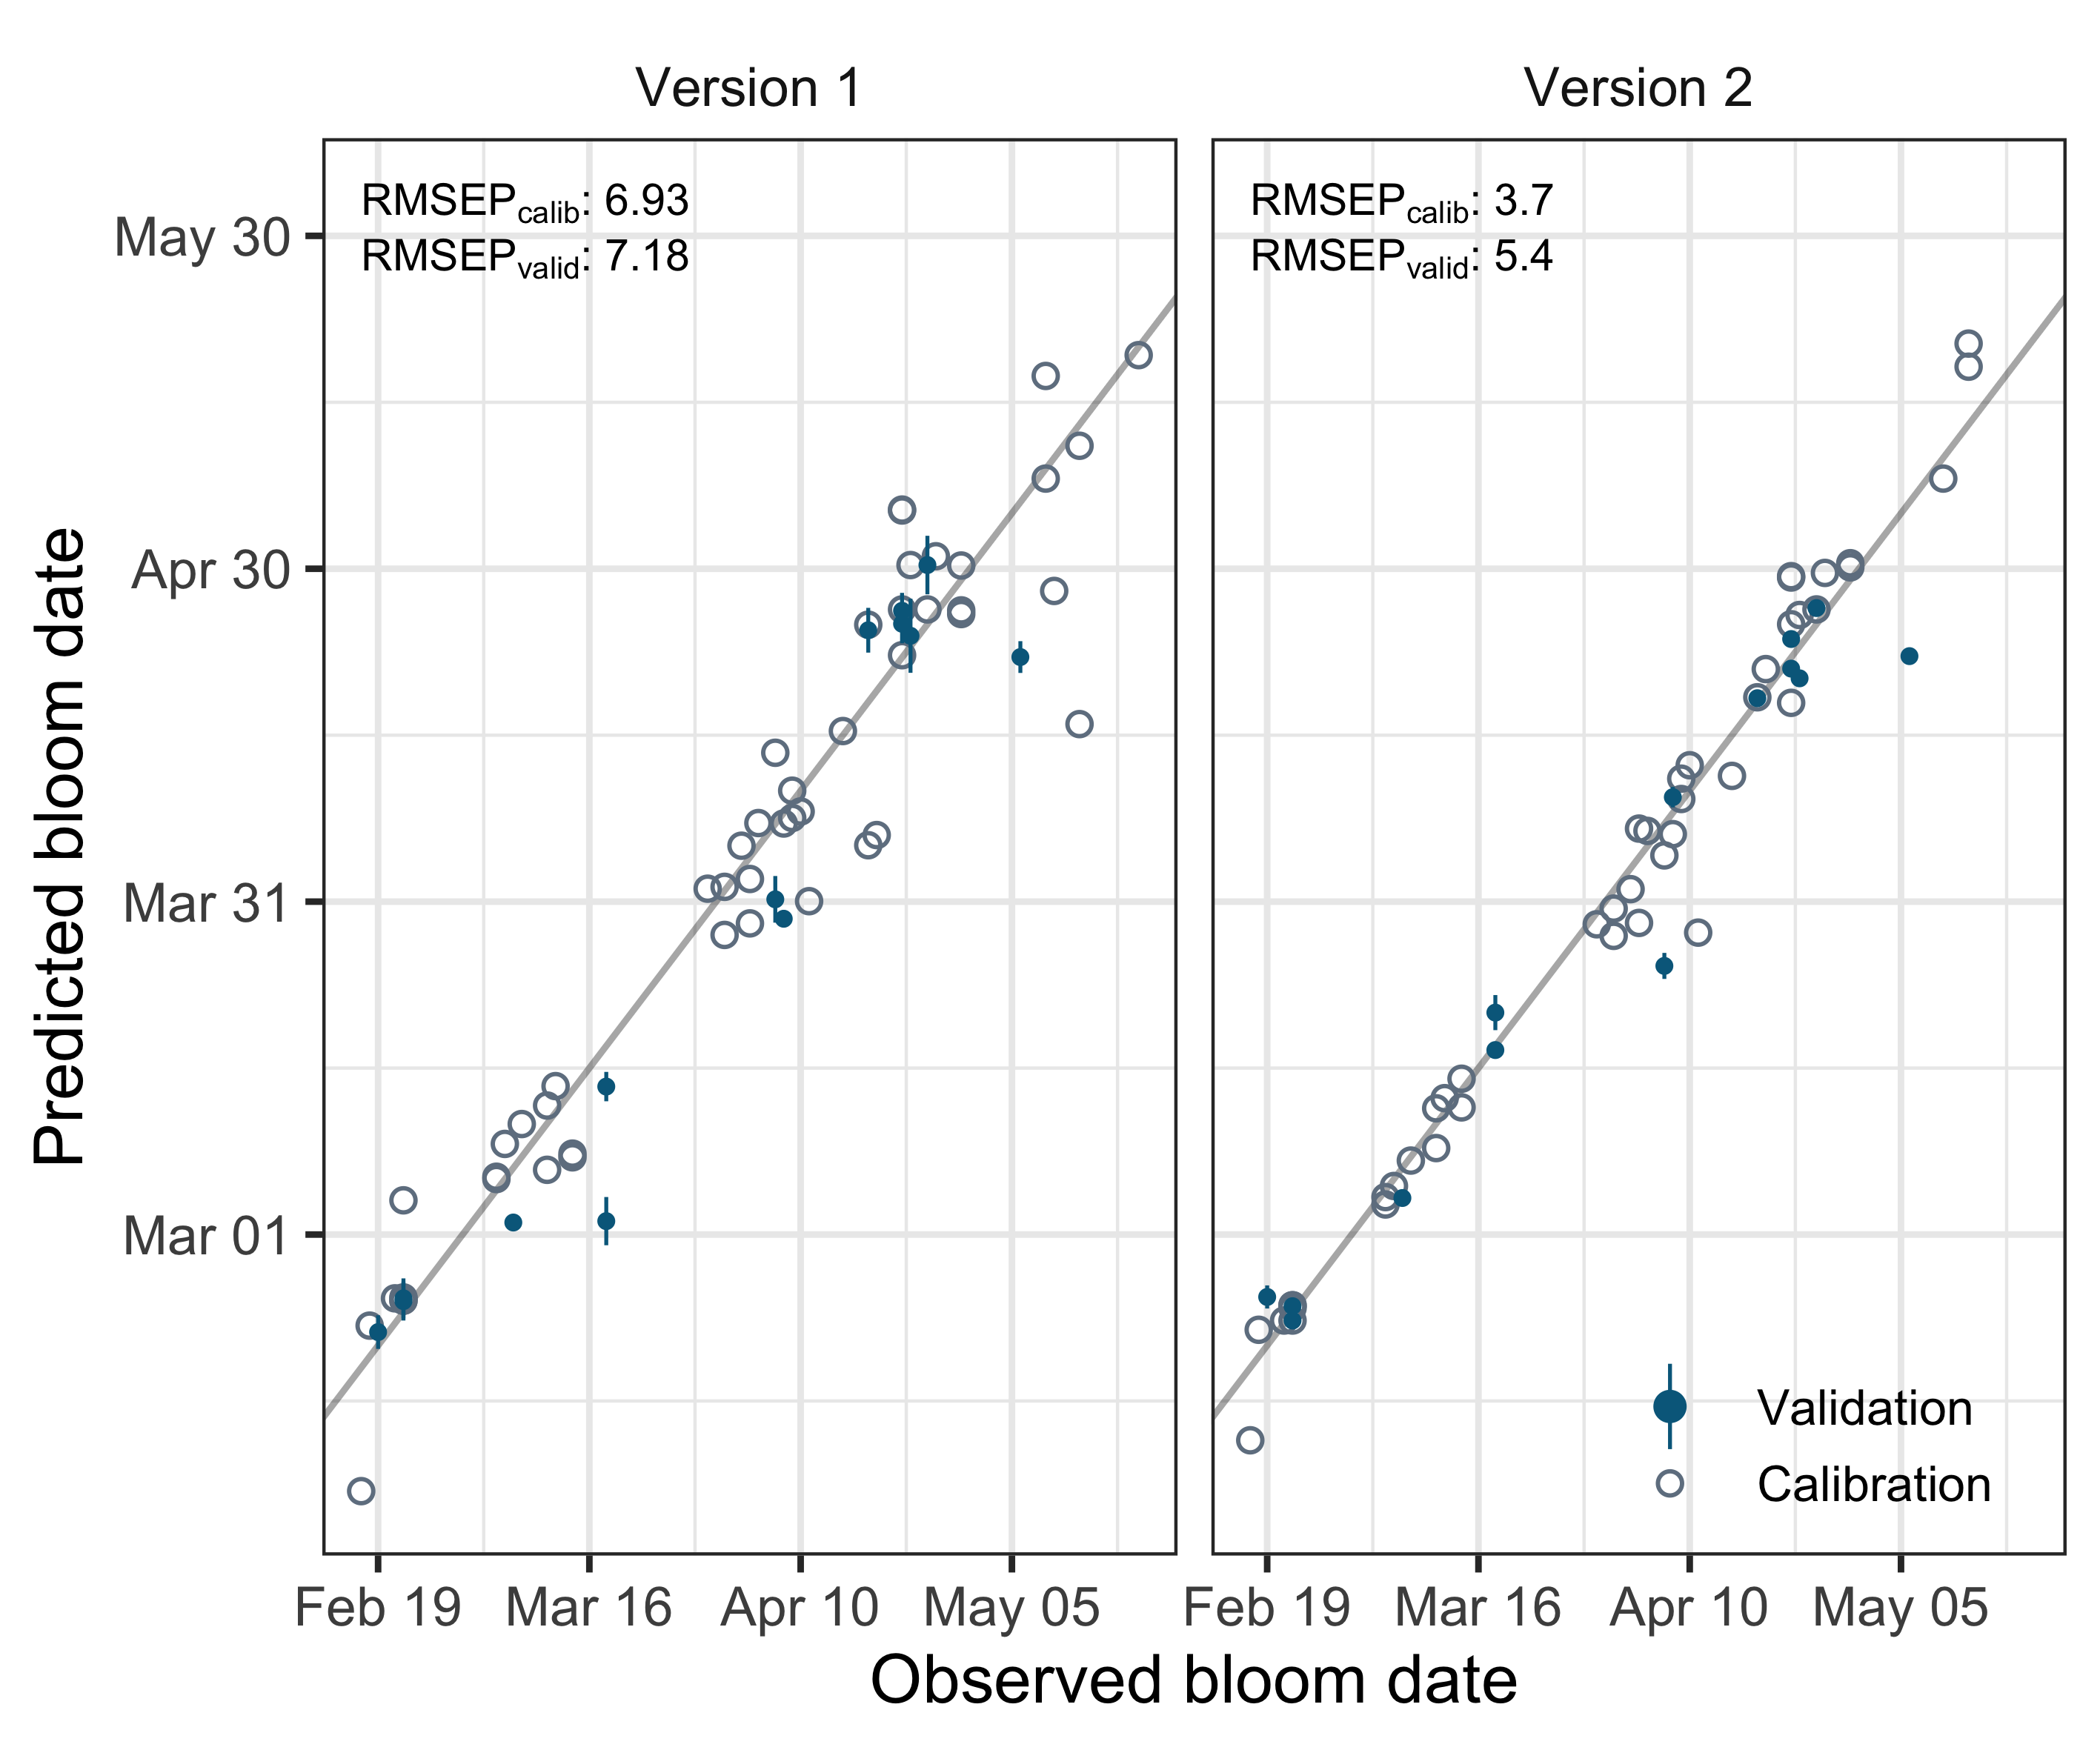 Version 1
Version 2
RMSEPcalib: 6.93
RMSEPvalid: 7.18
RMSEPcalib: 3.7
RMSEPvalid: 5.4
May 30
Apr 30
Mar 31
Mar 01
Predicted bloom date
Validation
Calibration
Feb 19 Mar 16 Apr 10 May 05
Feb 19 Mar 16 Apr 10 May 05
Observed bloom date